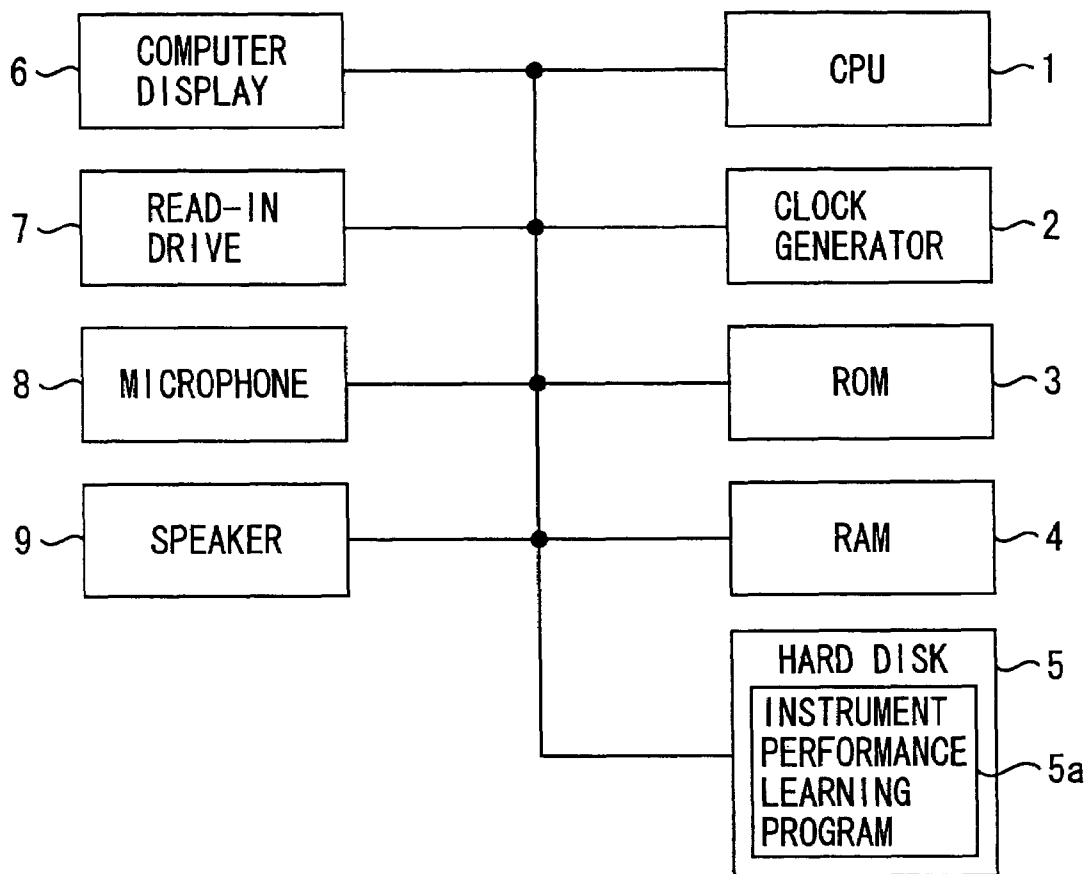 6
COMPUTER
DISPLAY
CPU
1
7
READ-IN
DRIVE
CLOCK
GENERATOR
2
8
MICROPHONE
ROM
3
9
SPEAKER
RAM
4
HARD DISK
5
INSTRUMENT
PERFORMANCE
LEARNING
PROGRAM
5a